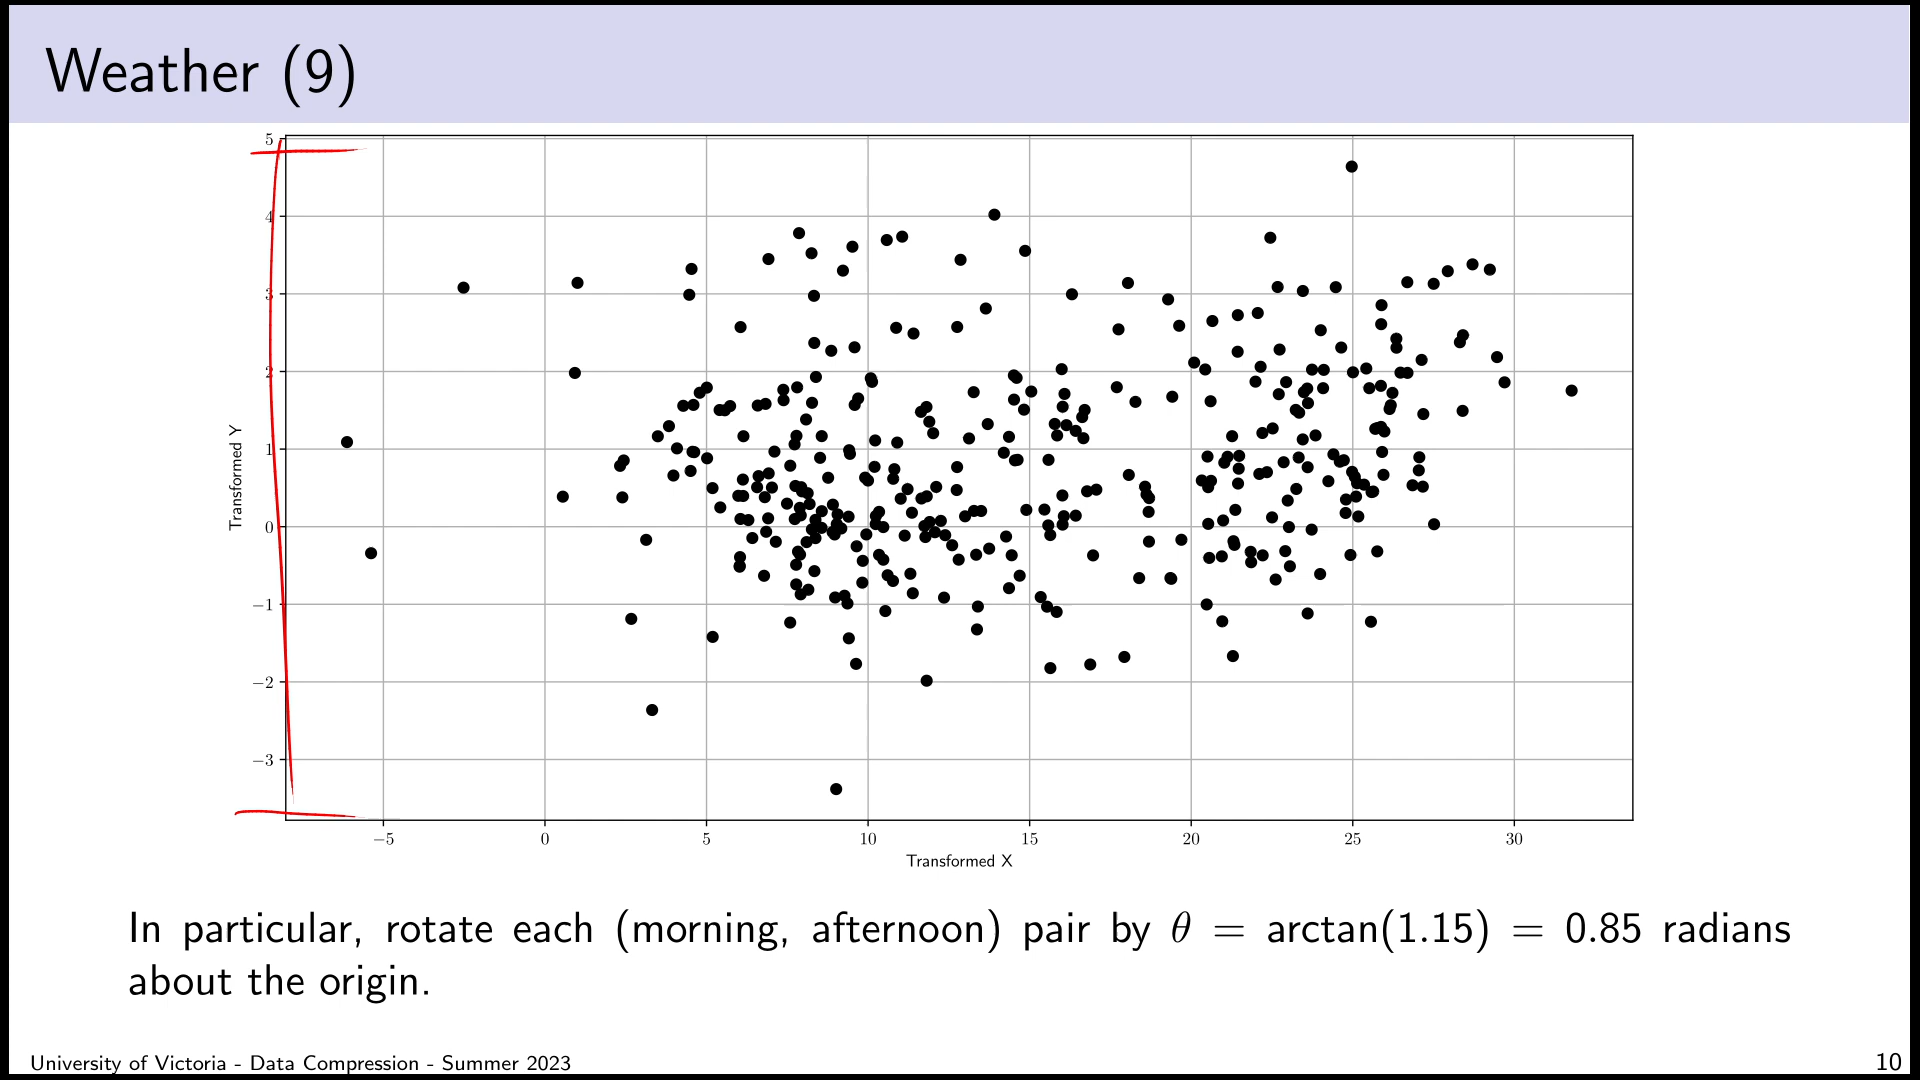 Weather (9)
5
4
3
2
1
0
−1
−2
−3
Transformed Y
−5 0 5 10 15 20 25 30
Transformed X
In particular, rotate each (morning, afternoon) pair by θ = arctan(1.15) = 0.85 radians
about the origin.
University of Victoria - Data Compression - Summer 2023 10